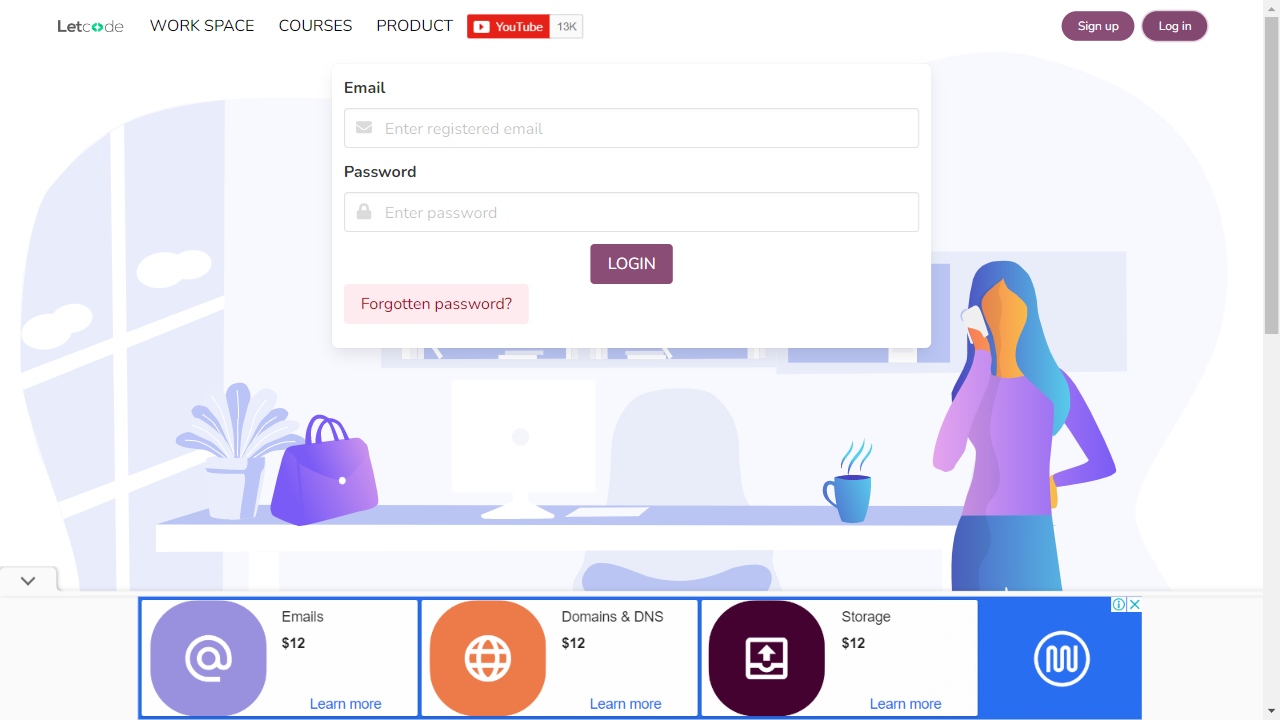 Letcode WORK SPACE COURSES PRODUCT YouTube 13K Sign up Log in
Email
Enter registered email
Password
Enter password
LOGIN
Forgotten password?
Emails
$12
Learn more
Domains & DNS
$12
Learn more
Storage
$12
Learn more